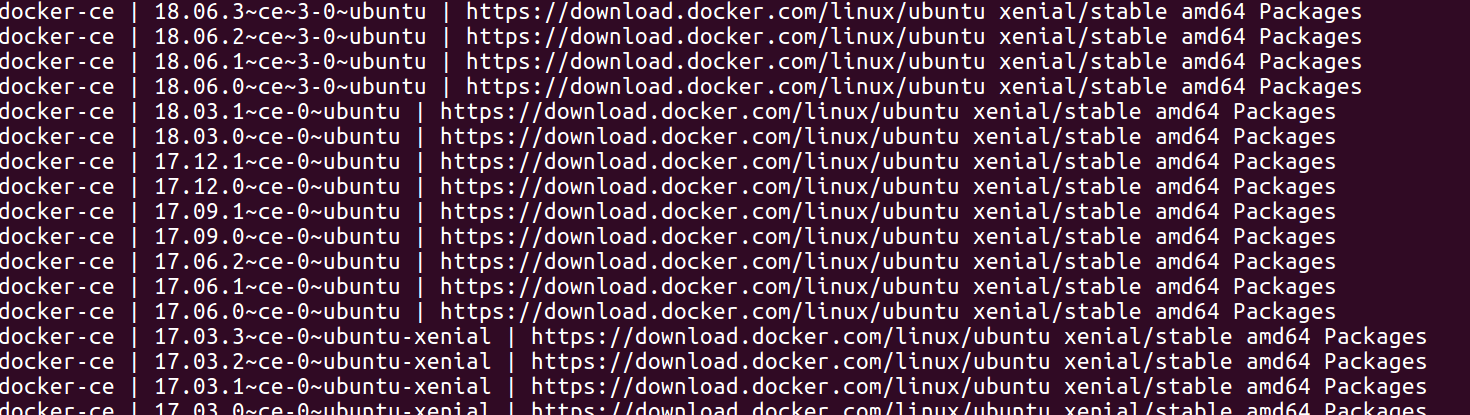 docker-ce | 18.06.3~ce~3-0~ubuntu | https://download.docker.com/linux/ubuntu xenial/stable amd64 Packages
docker-ce | 18.06.2~ce~3-0~ubuntu | https://download.docker.com/linux/ubuntu xenial/stable amd64 Packages
docker-ce | 18.06.1~ce~3-0~ubuntu | https://download.docker.com/linux/ubuntu xenial/stable amd64 Packages
docker-ce | 18.06.0~ce~3-0~ubuntu | https://download.docker.com/linux/ubuntu xenial/stable amd64 Packages
docker-ce | 18.03.1~ce-0~ubuntu | https://download.docker.com/linux/ubuntu xenial/stable amd64 Packages
docker-ce | 18.03.0~ce-0~ubuntu | https://download.docker.com/linux/ubuntu xenial/stable amd64 Packages
docker-ce | 17.12.1~ce-0~ubuntu | https://download.docker.com/linux/ubuntu xenial/stable amd64 Packages
docker-ce | 17.12.0~ce-0~ubuntu | https://download.docker.com/linux/ubuntu xenial/stable amd64 Packages
docker-ce | 17.09.1~ce-0~ubuntu | https://download.docker.com/linux/ubuntu xenial/stable amd64 Packages
docker-ce | 17.09.0~ce-0~ubuntu | https://download.docker.com/linux/ubuntu xenial/stable amd64 Packages
docker-ce | 17.06.2~ce-0~ubuntu | https://download.docker.com/linux/ubuntu xenial/stable amd64 Packages
docker-ce | 17.06.1~ce-0~ubuntu | https://download.docker.com/linux/ubuntu xenial/stable amd64 Packages
docker-ce | 17.06.0~ce-0~ubuntu | https://download.docker.com/linux/ubuntu xenial/stable amd64 Packages
docker-ce | 17.03.3~ce-0~ubuntu-xenial | https://download.docker.com/linux/ubuntu xenial/stable amd64 Packages
docker-ce | 17.03.2~ce-0~ubuntu-xenial | https://download.docker.com/linux/ubuntu xenial/stable amd64 Packages
docker-ce | 17.03.1~ce-0~ubuntu-xenial | https://download.docker.com/linux/ubuntu xenial/stable amd64 Packages
docker-ce | 17.03.0~ce-0~ubuntu-xenial | https://download.docker.com/linux/ubuntu xenial/stable amd64 Packages